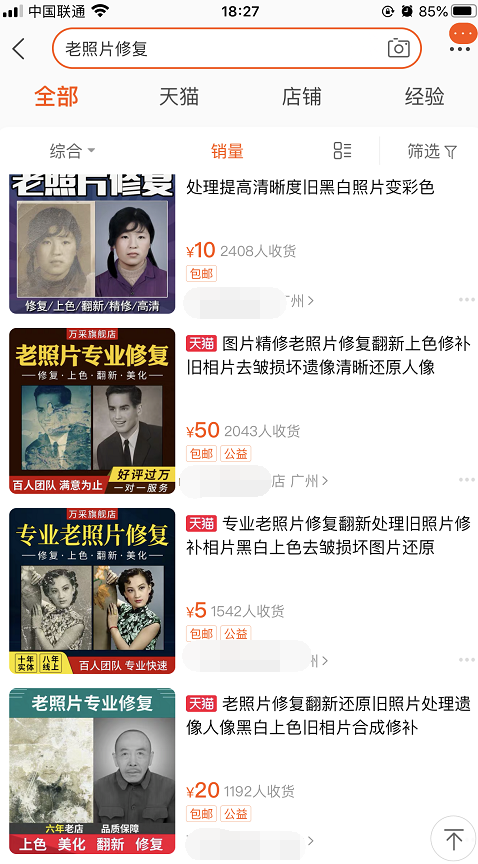 中国联通
18:27
85%
老照片修复
全部
天猫
店铺
经验
综合
销量
筛选
老照片修复
修复/上色/翻新/精修/高清
处理提高清晰度旧黑白照片变彩色
¥10 2408人收货
包邮
广州
万采旗舰店
老照片专业修复
修复·上色·翻新·美化
百人团队 满意为止
好评过万
一对一服务
天猫 图片精修老照片修复翻新上色修补
旧相片去皱损坏遗像清晰还原人像
¥50 2043人收货
包邮 公益
店 广州
万采旗舰店
专业老照片修复
修复·上色·翻新·美化
十年实体
八年线上
百人团队 专业快速
天猫 专业老照片修复翻新处理旧照片修
补相片黑白上色去皱损坏图片还原
¥5 1542人收货
包邮 公益
州
老照片专业修复
六年老店 品质保障
上色 美化 翻新 修复
天猫 老照片修复翻新还原旧照片处理遗
像人像黑白上色旧相片合成修补
¥20 1192人收货
包邮 公益